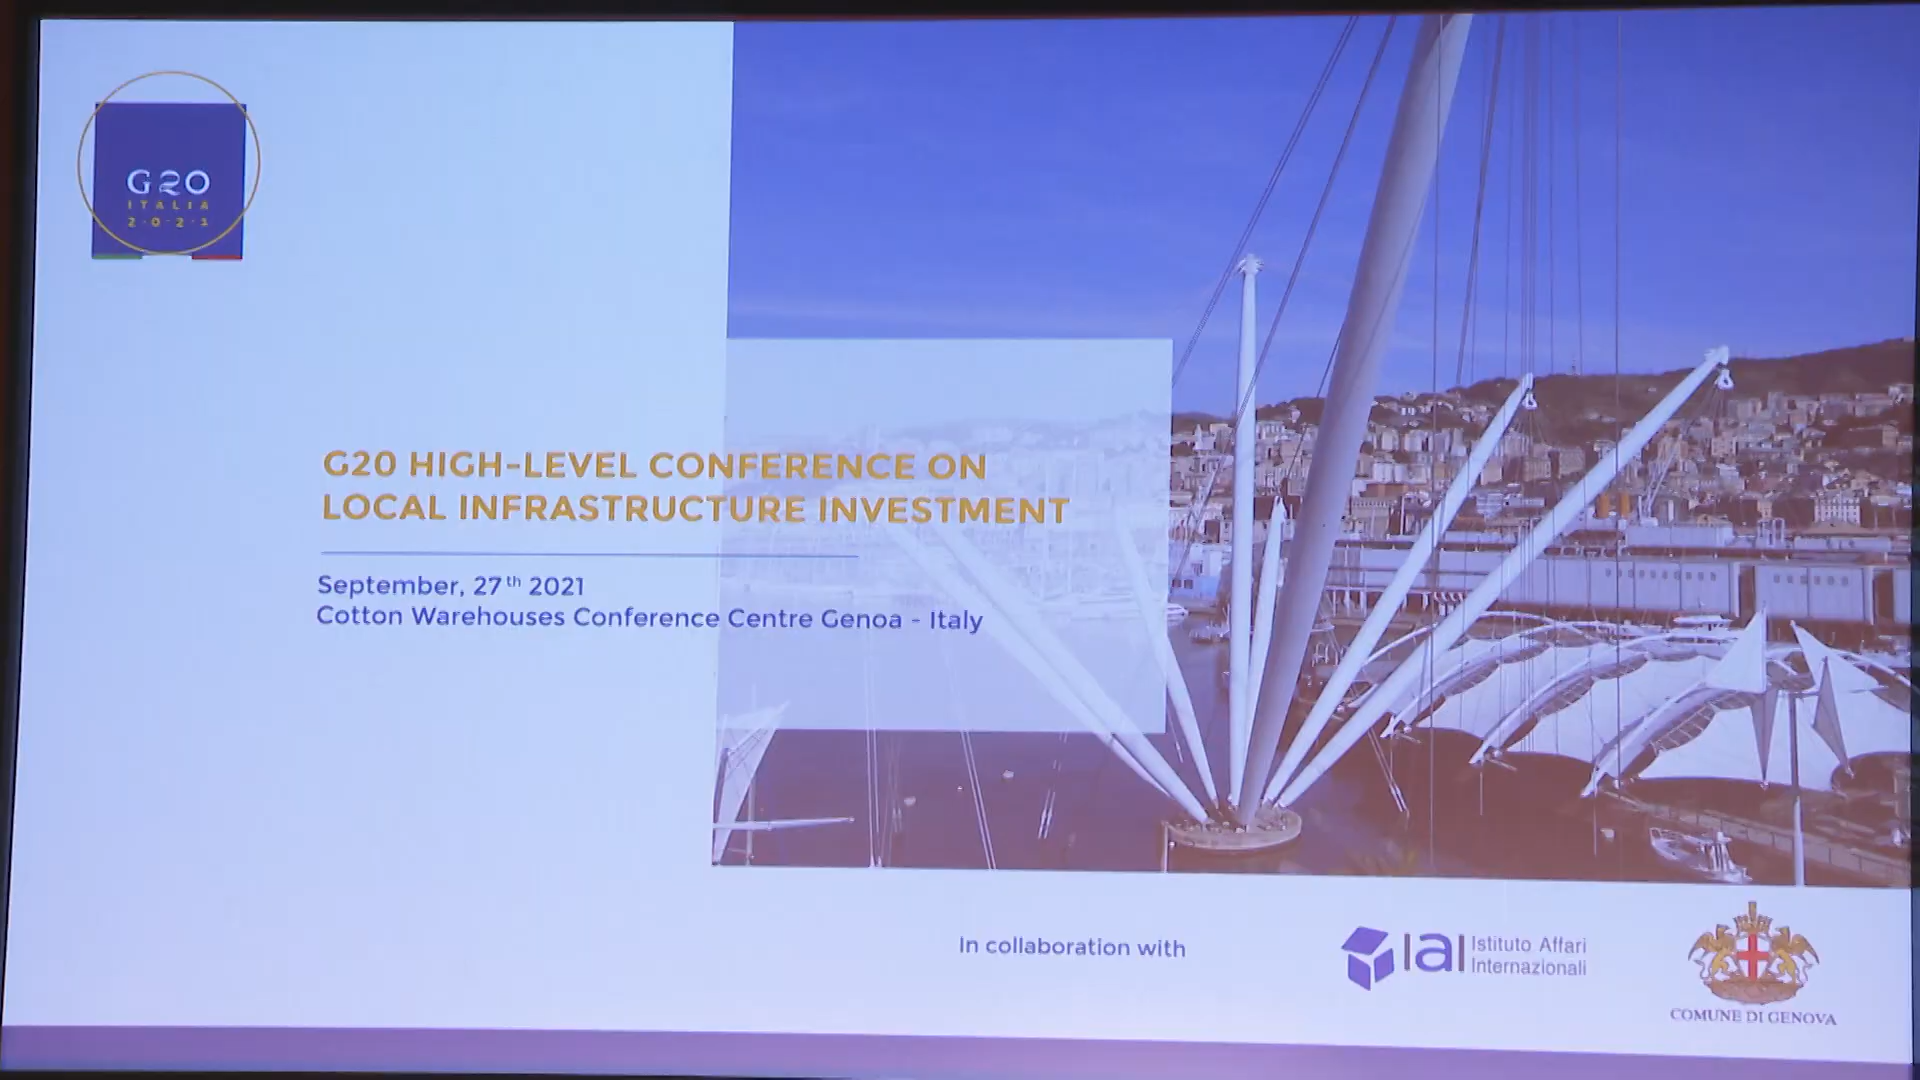 G20
ITALIA
2·0·2·1
G20 HIGH-LEVEL CONFERENCE ON
LOCAL INFRASTRUCTURE INVESTMENT
September, 27th 2021
Cotton Warehouses Conference Centre Genoa - Italy
In collaboration with
IAI
Istituto Affari
Internazionali
COMUNE DI GENOVA